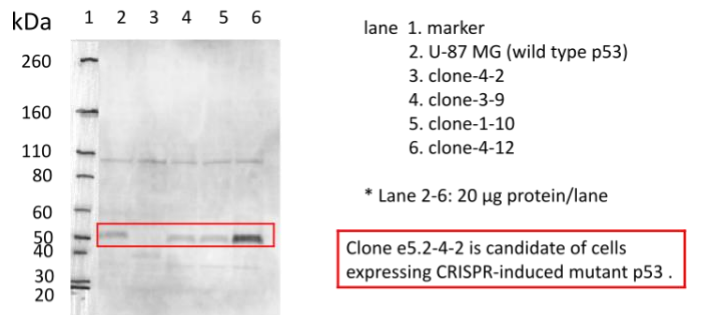 kDa 1 2 3 4 5 6
260
160
110
80
60
50
40
30
20
lane 1. marker
2. U-87 MG (wild type p53)
3. clone-4-2
4. clone-3-9
5. clone-1-10
6. clone-4-12
* Lane 2-6: 20 µg protein/lane
Clone e5.2-4-2 is candidate of cells
expressing CRISPR-induced mutant p53 .